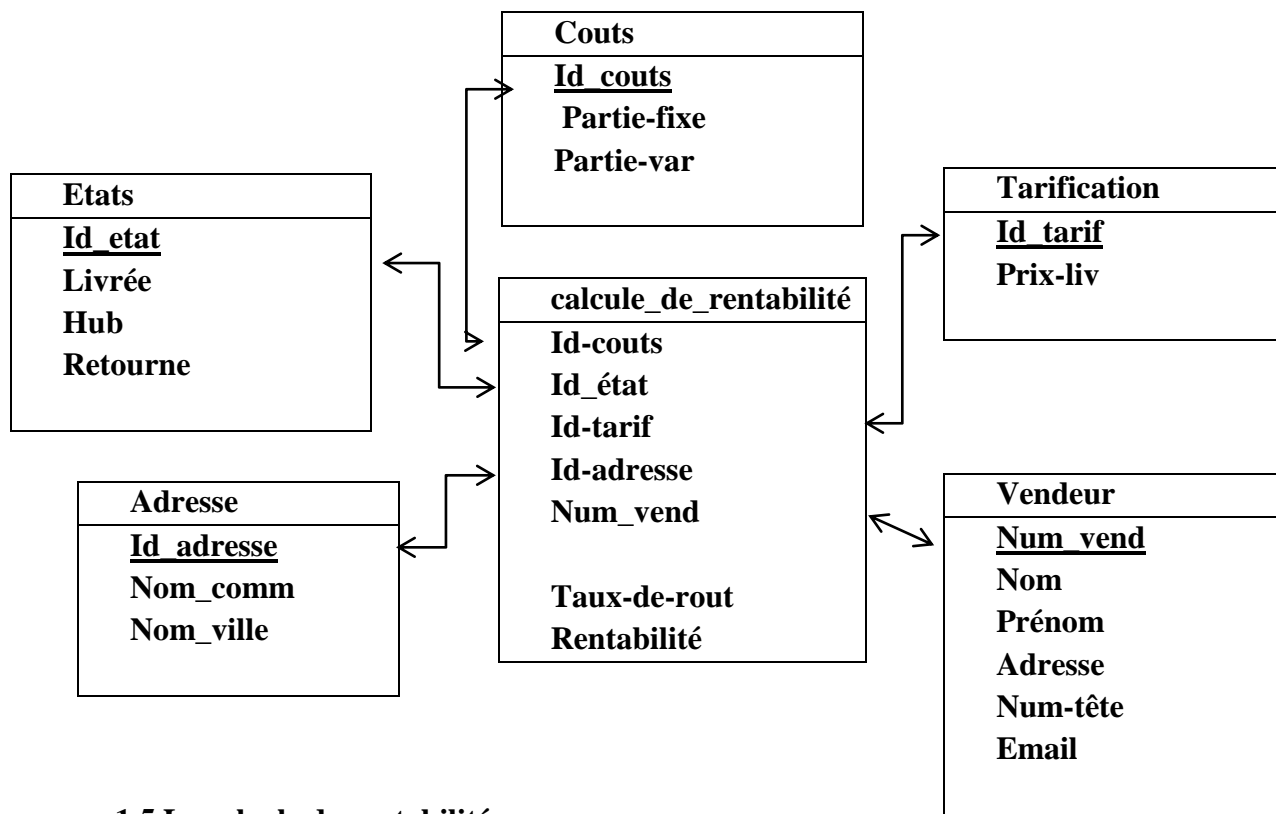 Couts
Id_couts
Partie-fixe
Partie-var
Etats
Id_etat
Livrée
Hub
Retourne
Tarification
Id_tarif
Prix-liv
calcule_de_rentabilité
Id-couts
Id_état
Id-tarif
Id-adresse
Num_vend
Taux-de-rout
Rentabilité
Adresse
Id_adresse
Nom_comm
Nom_ville
Vendeur
Num_vend
Nom
Prénom
Adresse
Num-tête
Email